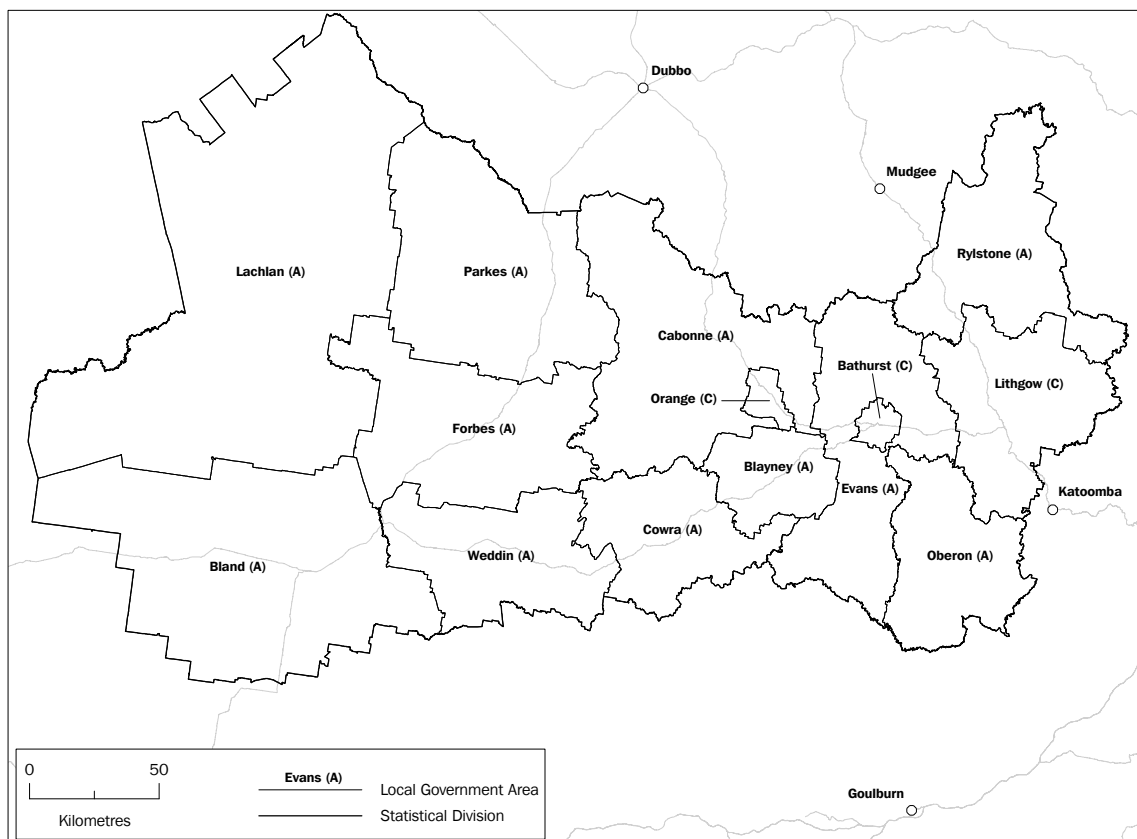 Dubbo
Mudgee
Rylstone (A)
Lachlan (A)
Parkes (A)
Cabonne (A)
Bathurst (C)
Lithgow (C)
Orange (C)
Forbes (A)
Blayney (A)
Evans (A)
Katoomba
Cowra (A)
Weddin (A)
Oberon (A)
Bland (A)
0 50
Kilometres
Evans (A)
Local Government Area
Statistical Division
Goulburn